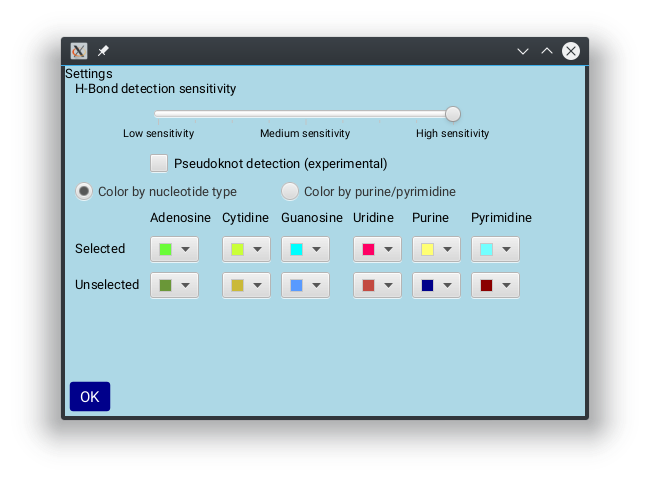 Settings
H-Bond detection sensitivity
Low sensitivity Medium sensitivity High sensitivity
Pseudoknot detection (experimental)
Color by nucleotide type Color by purine/pyrimidine
Adenosine Cytidine Guanosine Uridine Purine Pyrimidine
Selected
Unselected
OK